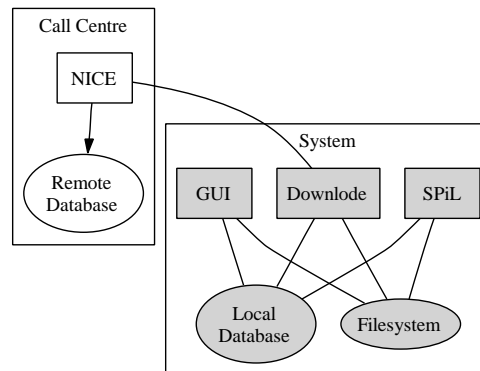 Call Centre
NICE
Remote
Database
System
GUI
Downlode
SPiL
Local
Database
Filesystem